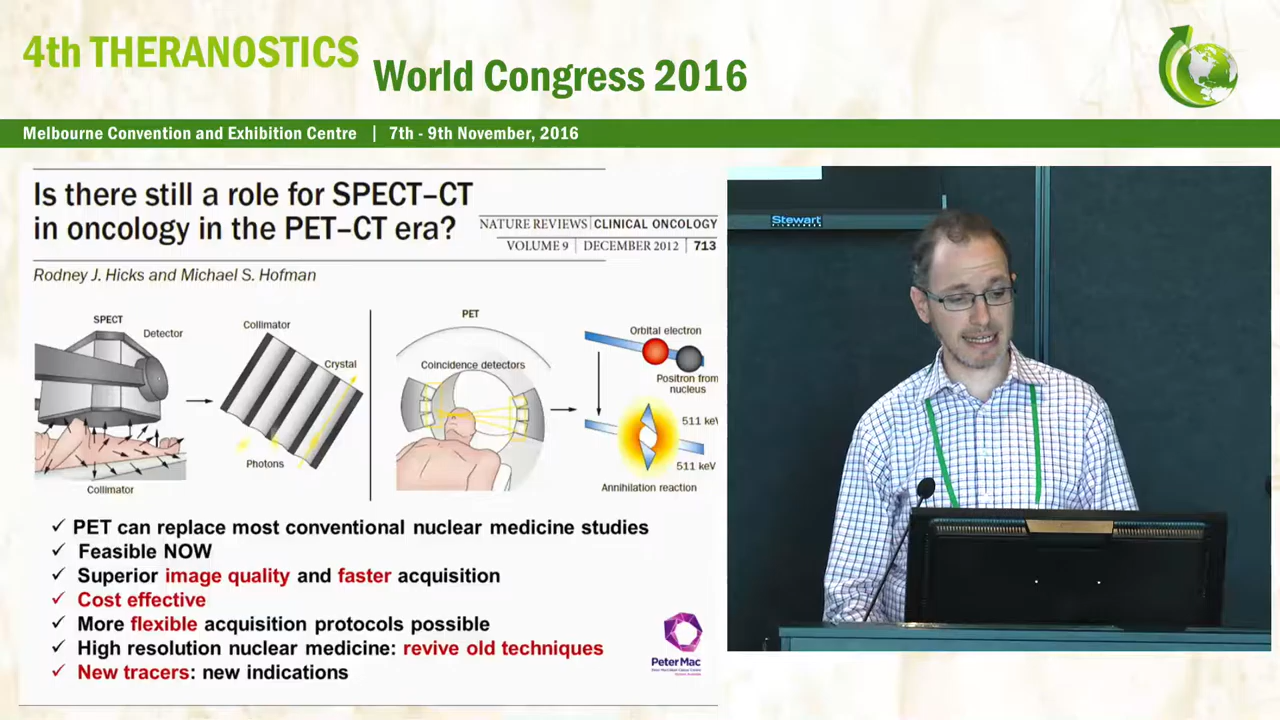 4th THERANOSTICS
World Congress 2016
Melbourne Convention and Exhibition Centre | 7th - 9th November, 2016
Is there still a role for SPECT–CT
in oncology in the PET–CT era?
NATURE REVIEWS | CLINICAL ONCOLOGY
VOLUME 9 | DECEMBER 2012 | 713
Rodney J. Hicks and Michael S. Hofman
SPECT
Detector
Collimator
Collimator
Crystal
Photons
PET
Coincidence detectors
Orbital electron
Positron from
nucleus
511 keV
511 keV
Annihilation reaction
✓ PET can replace most conventional nuclear medicine studies
✓ Feasible NOW
✓ Superior image quality and faster acquisition
✓ Cost effective
✓ More flexible acquisition protocols possible
✓ High resolution nuclear medicine: revive old techniques
✓ New tracers: new indications
Peter Mac
Stewart